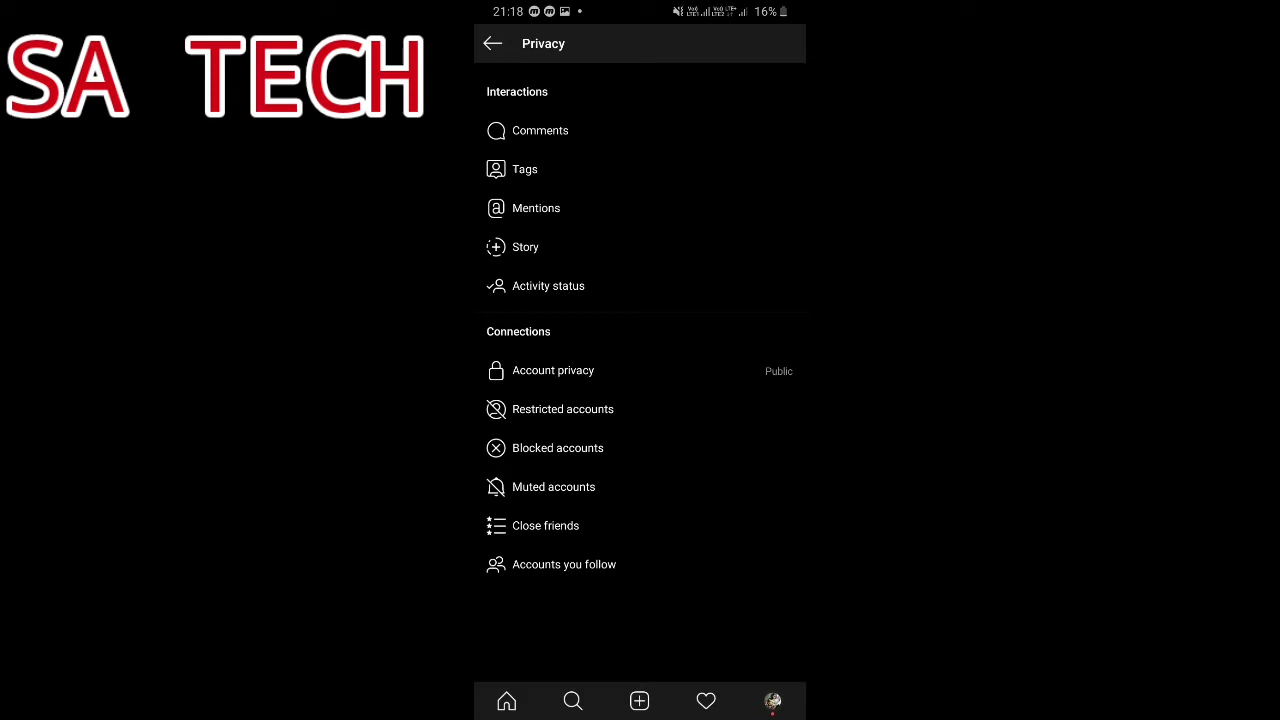 SA TECH
21:18
16%
Privacy
Interactions
Comments
Tags
Mentions
Story
Activity status
Connections
Account privacy Public
Restricted accounts
Blocked accounts
Muted accounts
Close friends
Accounts you follow